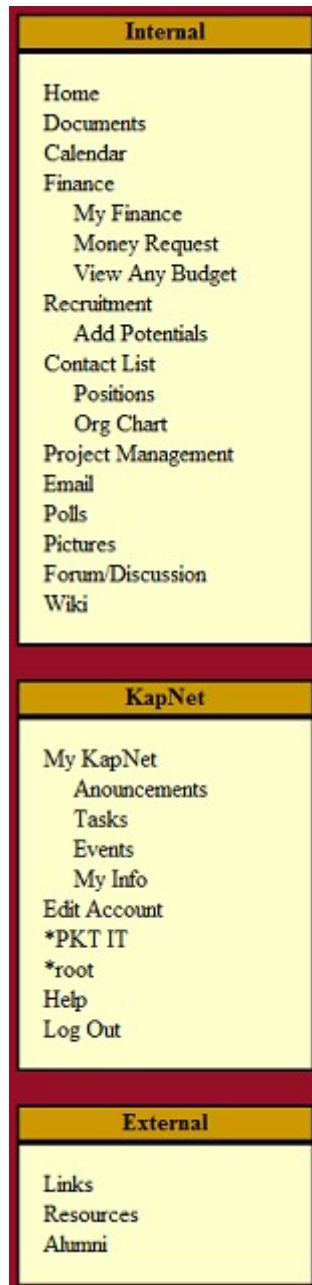 Internal
Home
Documents
Calendar
Finance
My Finance
Money Request
View Any Budget
Recruitment
Add Potentials
Contact List
Positions
Org Chart
Project Management
Email
Polls
Pictures
Forum/Discussion
Wiki
KapNet
My KapNet
Anouncements
Tasks
Events
My Info
Edit Account
*PKT IT
*root
Help
Log Out
External
Links
Resources
Alumni